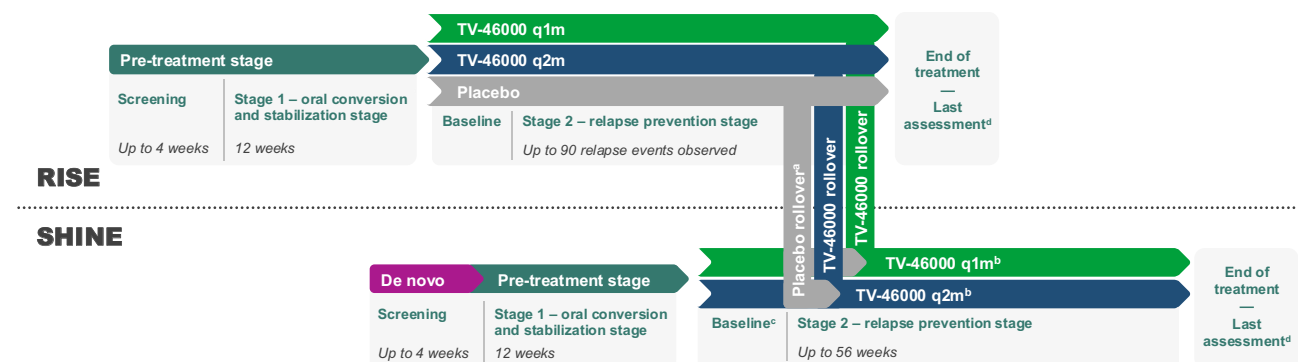 TV-46000 q1m
Pre-treatment stage
TV-46000 q2m
Placebo
Screening
Up to 4 weeks
Stage 1 – oral conversion
and stabilization stage
12 weeks
Baseline
Stage 2 – relapse prevention stage
Up to 90 relapse events observed
End of
treatment
—
Last
assessmentᵈ
RISE
Placebo rolloverᵃ
TV-46000 rollover
TV-46000 rollover
SHINE
De novo
Pre-treatment stage
Screening
Up to 4 weeks
Stage 1 – oral conversion
and stabilization stage
12 weeks
TV-46000 q1mᵇ
TV-46000 q2mᵇ
Baselineᶜ
Stage 2 – relapse prevention stage
Up to 56 weeks
End of
treatment
—
Last
assessmentᵈ